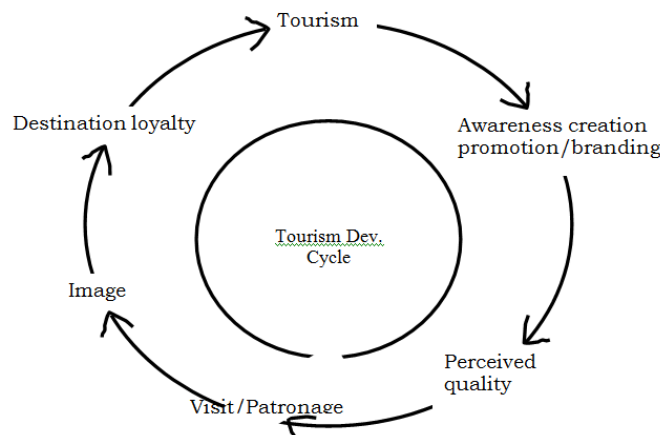 Tourism
Awareness creation
promotion/branding
Perceived
quality
Visit/Patronage
Image
Destination loyalty
Tourism Dev.
Cycle